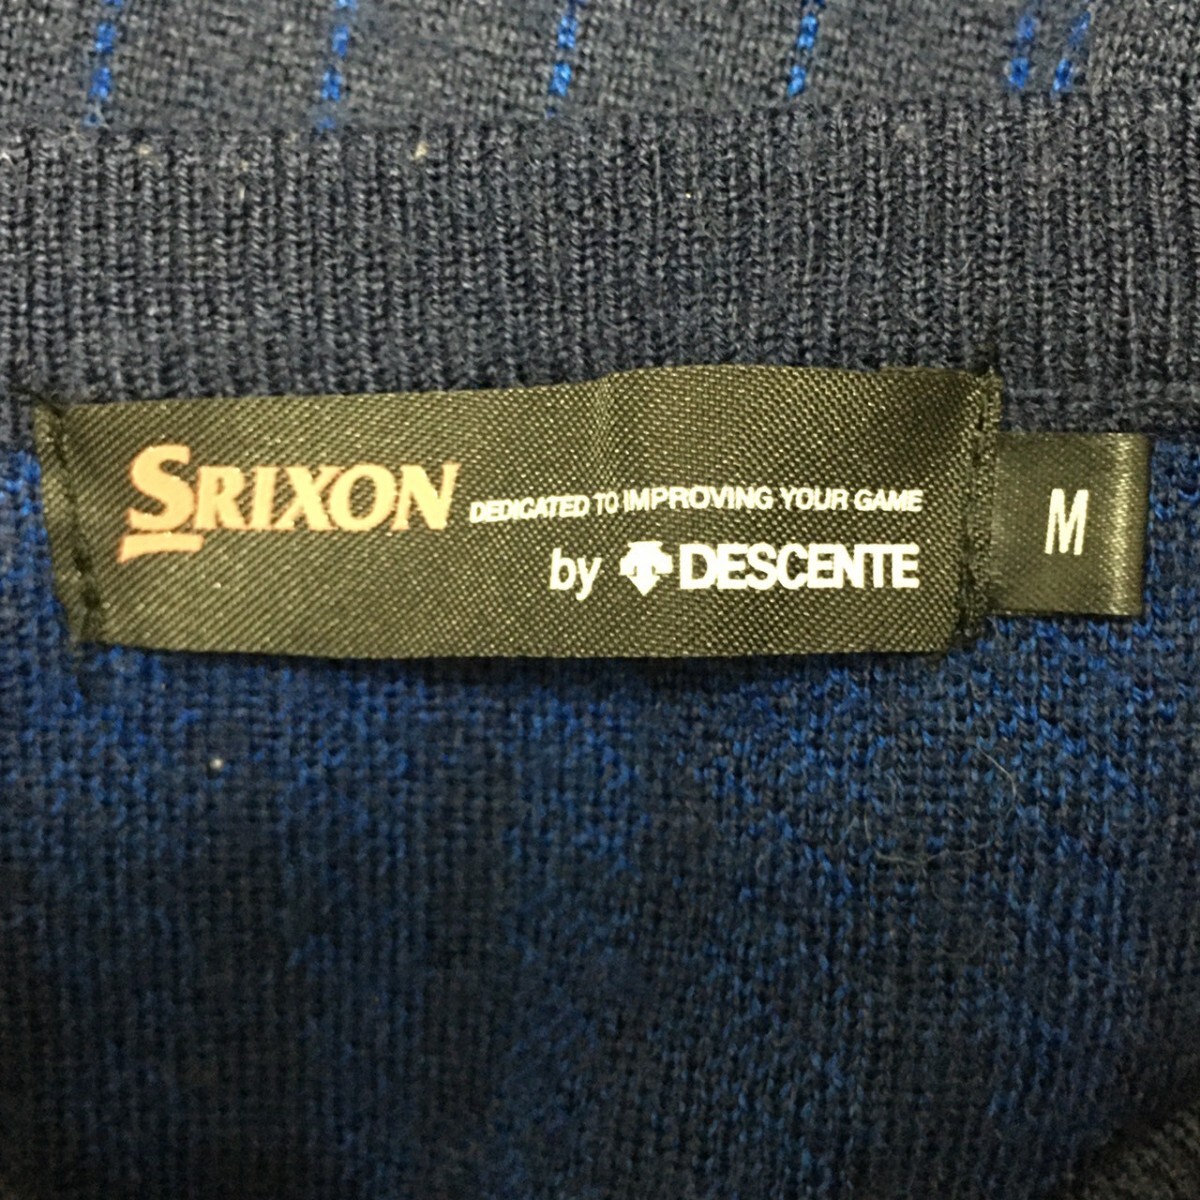 SRIXON DEDICATED TO IMPROVING YOUR GAME
by DESCENTE
M